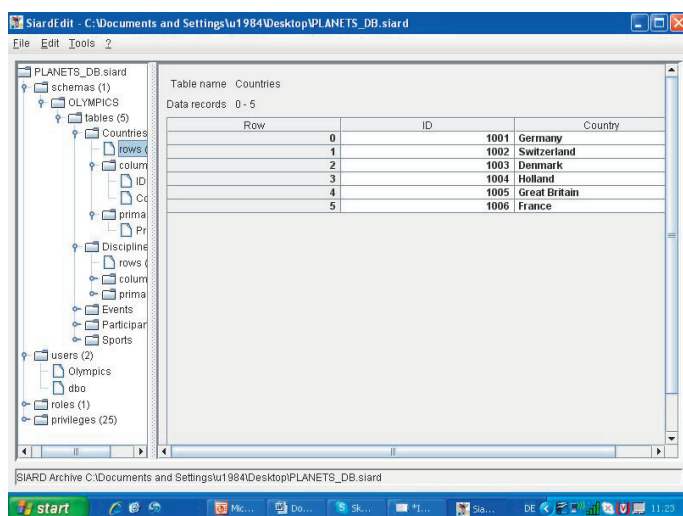 SiardEdit - C:\Documents and Settings\u1984\Desktop\PLANETS_DB.siard
File Edit Tools ?
PLANETS_DB.siard
schemas (1)
OLYMPICS
tables (5)
Countries
rows (
colum
ID
Co
prima
Pr
Discipline
rows (
colum
prima
Events
Participan
Sports
users (2)
Olympics
dbo
roles (1)
privileges (25)
Table name Countries
Data records 0 - 5
Row ID Country
0 1001 Germany
1 1002 Switzerland
2 1003 Denmark
3 1004 Holland
4 1005 Great Britain
5 1006 France
SIARD Archive C:\Documents and Settings\u1984\Desktop\PLANETS_DB.siard
start Mic... Do... Sk... *I... Sia... DE 11.23